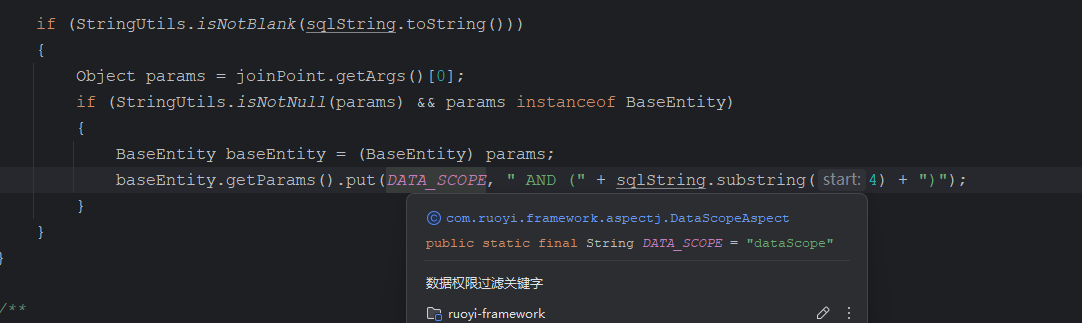 if (StringUtils.isNotBlank(sqlString.toString()))
{
Object params = joinPoint.getArgs()[0];
if (StringUtils.isNotNull(params) && params instanceof BaseEntity)
{
BaseEntity baseEntity = (BaseEntity) params;
baseEntity.getParams().put(DATA_SCOPE, " AND (" + sqlString.substring( start: 4) + ")");
}
}
}
/**
com.ruoyi.framework.aspectj.DataScopeAspect
public static final String DATA_SCOPE = "dataScope"
数据权限过滤关键字
ruoyi-framework